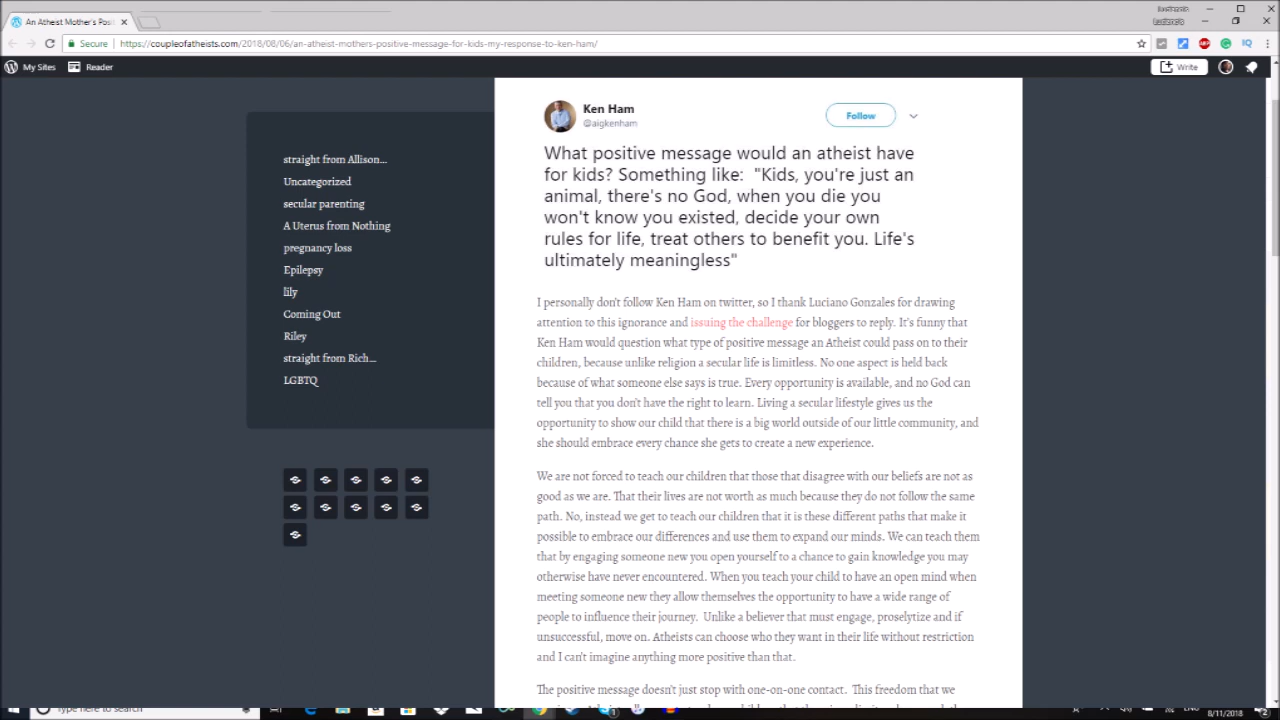 An Atheist Mother's Posi
Secure
https://coupleofatheists.com/2018/08/06/an-atheist-mothers-positive-message-for-kids-my-response-to-ken-ham/
My Sites
Reader
Write
straight from Allison...
Uncategorized
secular parenting
A Uterus from Nothing
pregnancy loss
Epilepsy
lily
Coming Out
Riley
straight from Rich...
LGBTQ
Ken Ham
@aigkenham
Follow
What positive message would an atheist have
for kids? Something like: "Kids, you're just an
animal, there's no God, when you die you
won't know you existed, decide your own
rules for life, treat others to benefit you. Life's
ultimately meaningless"
I personally don't follow Ken Ham on twitter, so I thank Luciano Gonzales for drawing
attention to this ignorance and issuing the challenge for bloggers to reply. It's funny that
Ken Ham would question what type of positive message an Atheist could pass on to their
children, because unlike religion a secular life is limitless. No one aspect is held back
because of what someone else says is true. Every opportunity is available, and no God can
tell you that you don't have the right to learn. Living a secular lifestyle gives us the
opportunity to show our child that there is a big world outside of our little community, and
she should embrace every chance she gets to create a new experience.
We are not forced to teach our children that those that disagree with our beliefs are not as
good as we are. That their lives are not worth as much because they do not follow the same
path. No, instead we get to teach our children that it is these different paths that make it
possible to embrace our differences and use them to expand our minds. We can teach them
that by engaging someone new you open yourself to a chance to gain knowledge you may
otherwise have never encountered. When you teach your child to have an open mind when
meeting someone new they allow themselves the opportunity to have a wide range of
people to influence their journey. Unlike a believer that must engage, proselytize and if
unsuccessful, move on. Atheists can choose who they want in their life without restriction
and I can't imagine anything more positive than that.
The positive message doesn't just stop with one-on-one contact. This freedom that we
Type here to search
8/11/2018